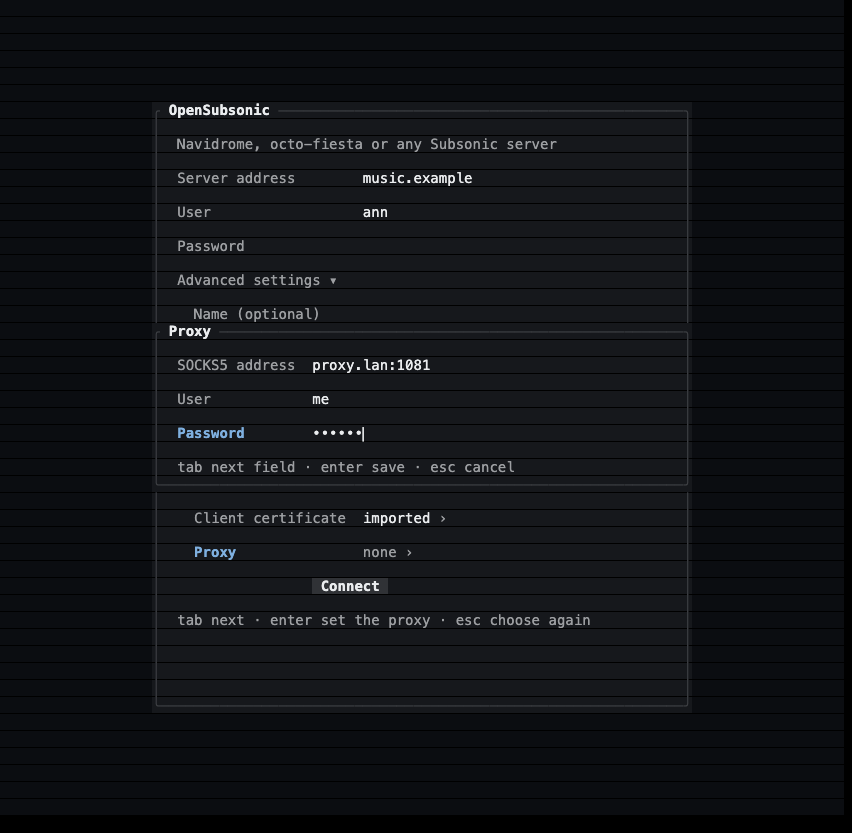 OpenSubsonic
Navidrome, octo-fiesta or any Subsonic server
Server address music.example
User ann
Password
Advanced settings ▾
Name (optional)
Proxy
SOCKS5 address proxy.lan:1081
User me
Password ••••••
tab next field · enter save · esc cancel
Client certificate imported ›
Proxy none ›
Connect
tab next · enter set the proxy · esc choose again